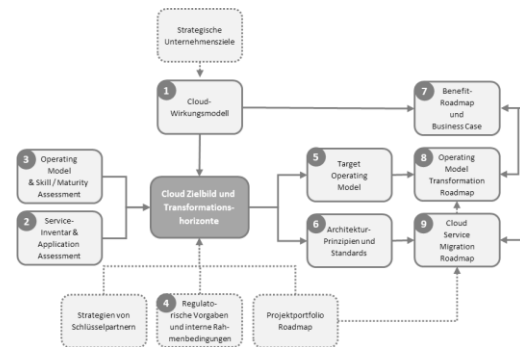 Strategische
Unternehmensziele
1
Cloud-
Wirkungsmodell
7
Benefit-
Roadmap
und
Business Case
3
Operating
Model
& Skill / Maturity
Assessment
Cloud Zielbild und
Transformations-
horizonte
5
Target
Operating
Model
8
Operating
Model
Transformation
Roadmap
2
Service-
Inventar &
Application
Assessment
6
Architektur-
Prinzipien und
Standards
9
Cloud
Service
Migration
Roadmap
Strategien von
Schlüsselpartnern
4
Regulato-
rische Vorgaben
und interne Rah-
menbedingungen
Projektportfolio
Roadmap